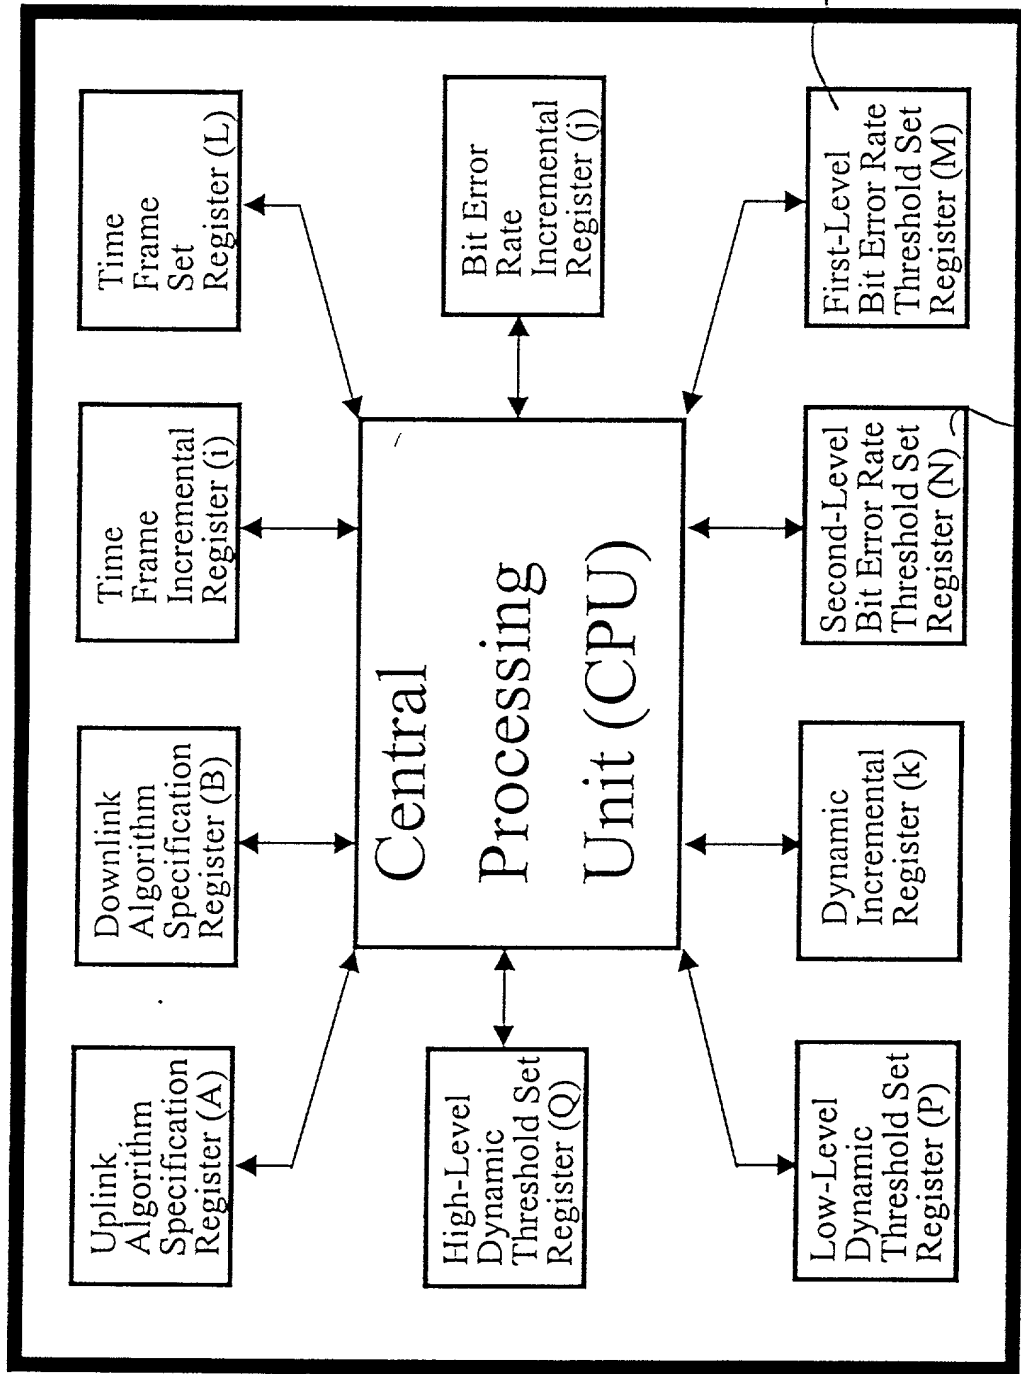 Uplink
Algorithm
Specification
Register (A)
Downlink
Algorithm
Specification
Register (B)
Time
Frame
Incremental
Register (i)
Time
Frame
Set
Register (L)
High-Level
Dynamic
Threshold Set
Register (Q)
Central
Processing
Unit (CPU)
Bit Error
Rate
Incremental
Register (j)
Low-Level
Dynamic
Threshold Set
Register (P)
Dynamic
Incremental
Register (k)
Second-Level
Bit Error Rate
Threshold Set
Register (N)
First-Level
Bit Error Rate
Threshold Set
Register (M)